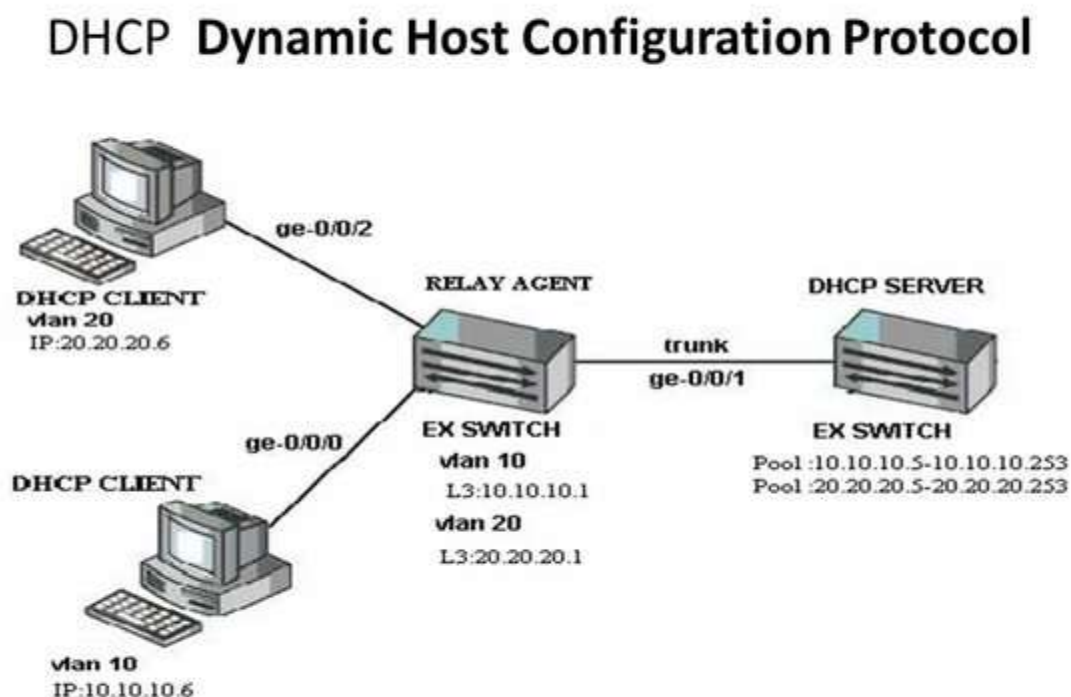 DHCP Dynamic Host Configuration Protocol
ge-0/0/2
DHCP CLIENT
vlan 20
IP:20.20.20.6
RELAY AGENT
DHCP SERVER
trunk
ge-0/0/1
EX SWITCH
vlan 10
L3:10.10.10.1
vlan 20
L3:20.20.20.1
EX SWITCH
Pool :10.10.10.5-10.10.10.253
Pool :20.20.20.5-20.20.20.253
ge-0/0/0
DHCP CLIENT
vlan 10
IP:10.10.10.6